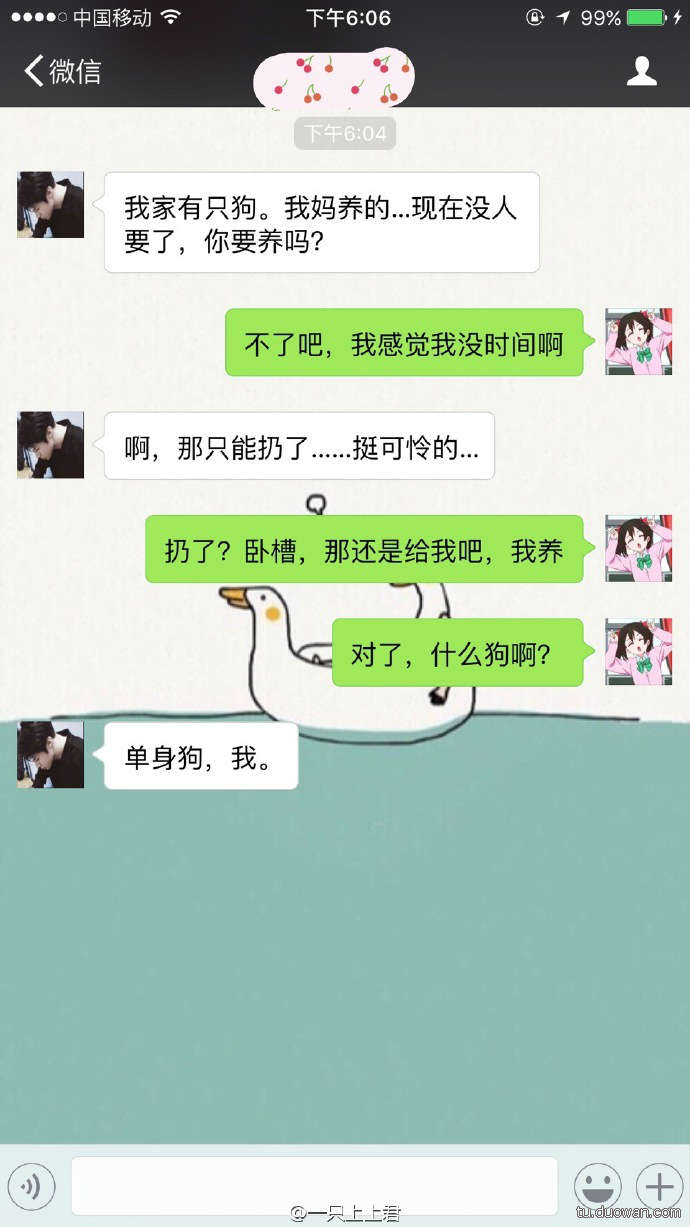 中国移动
下午6:06
99%
微信
下午6:04
我家有只狗。我妈养的...现在没人
要了，你要养吗？
不了吧，我感觉我没时间啊
啊，那只能扔了......挺可怜的...
扔了？卧槽，那还是给我吧，我养
对了，什么狗啊？
单身狗，我。
@一只上上君
tu.duowan.com